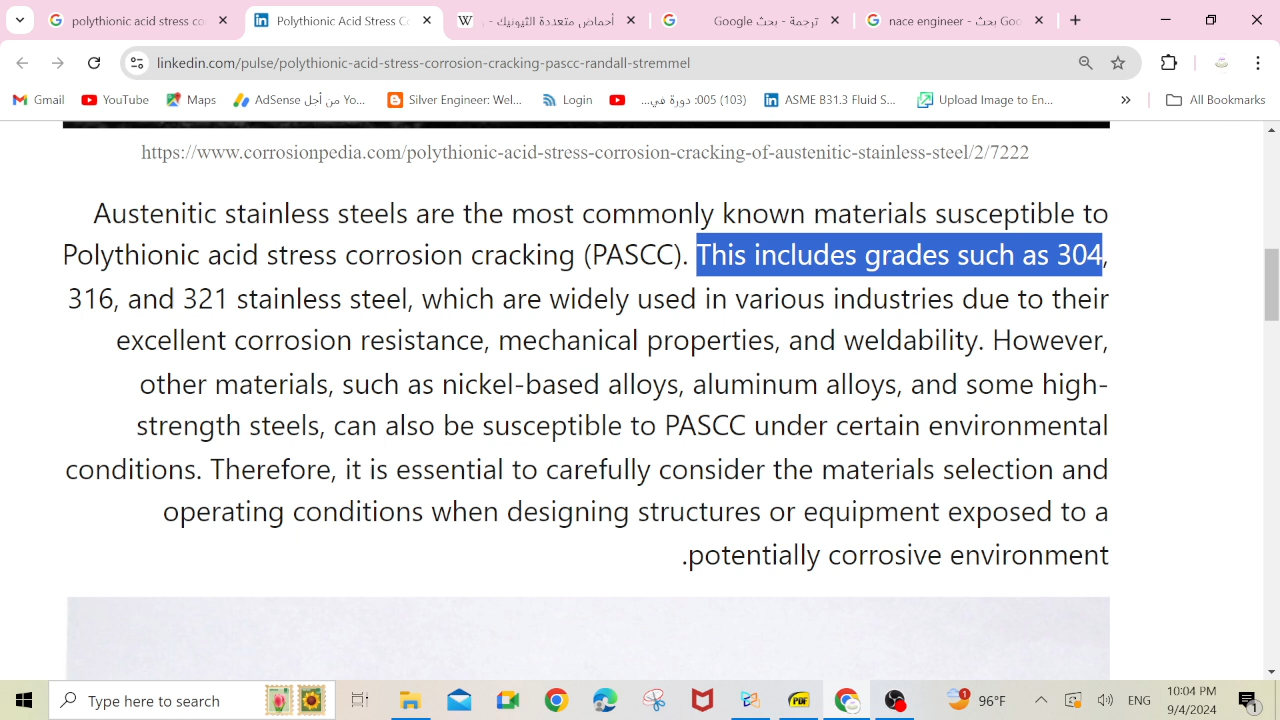 polythionic acid stress co
Polythionic Acid Stress Co
أحماض متعددة الثيونيك -
ترجمة - بحث Google
nace engineer - بحث Goo
linkedin.com/pulse/polythionic-acid-stress-corrosn-cracking-pascc-randall-stremmel
Gmail
YouTube
Maps
AdSense من أجل Yo...
Silver Engineer: Wel...
Login
(103) 005: دورة في...
ASME B31.3 Fluid S...
Upload Image to En...
All Bookmarks
https://www.corrosionpedia.com/polythionic-acid-stress-corrosion-cracking-of-austenitic-stainless-steel/2/7222
Austenitic stainless steels are the most commonly known materials susceptible to
Polythionic acid stress corrosion cracking (PASCC). This includes grades such as 304,
316, and 321 stainless steel, which are widely used in various industries due to their
excellent corrosion resistance, mechanical properties, and weldability. However,
other materials, such as nickel-based alloys, aluminum alloys, and some high-
strength steels, can also be susceptible to PASCC under certain environmental
conditions. Therefore, it is essential to carefully consider the materials selection and
operating conditions when designing structures or equipment exposed to a
.potentially corrosive environment
Type here to search
96°F
ENG
10:04 PM
9/4/2024